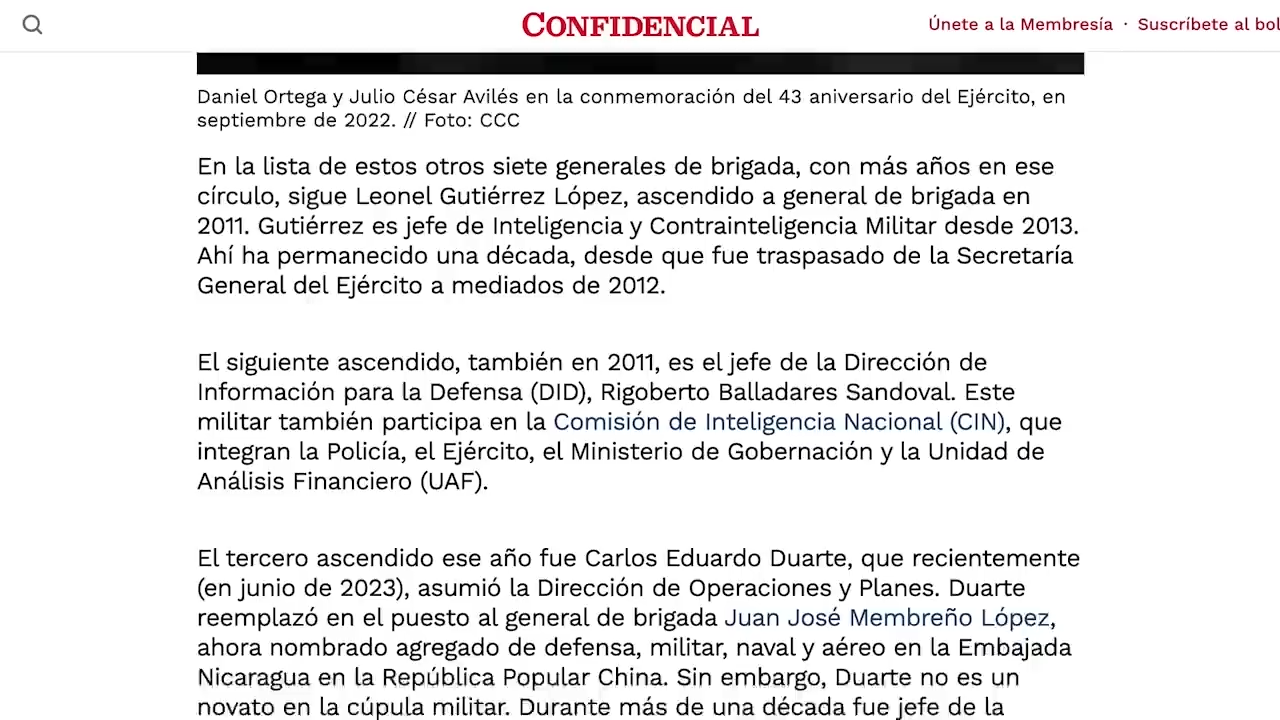 CONFIDENCIAL
Únete a la Membresía · Suscríbete al bol
Daniel Ortega y Julio César Avilés en la conmemoración del 43 aniversario del Ejército, en
septiembre de 2022. // Foto: CCC
En la lista de estos otros siete generales de brigada, con más años en ese
círculo, sigue Leonel Gutiérrez López, ascendido a general de brigada en
2011. Gutiérrez es jefe de Inteligencia y Contrainteligencia Militar desde 2013.
Ahí ha permanecido una década, desde que fue traspasado de la Secretaría
General del Ejército a mediados de 2012.
El siguiente ascendido, también en 2011, es el jefe de la Dirección de
Información para la Defensa (DID), Rigoberto Balladares Sandoval. Este
militar también participa en la Comisión de Inteligencia Nacional (CIN), que
integran la Policía, el Ejército, el Ministerio de Gobernación y la Unidad de
Análisis Financiero (UAF).
El tercero ascendido ese año fue Carlos Eduardo Duarte, que recientemente
(en junio de 2023), asumió la Dirección de Operaciones y Planes. Duarte
reemplazó en el puesto al general de brigada Juan José Membreño López,
ahora nombrado agregado de defensa, militar, naval y aéreo en la Embajada
Nicaragua en la República Popular China. Sin embargo, Duarte no es un
novato en la cúpula militar. Durante más de una década fue jefe de la